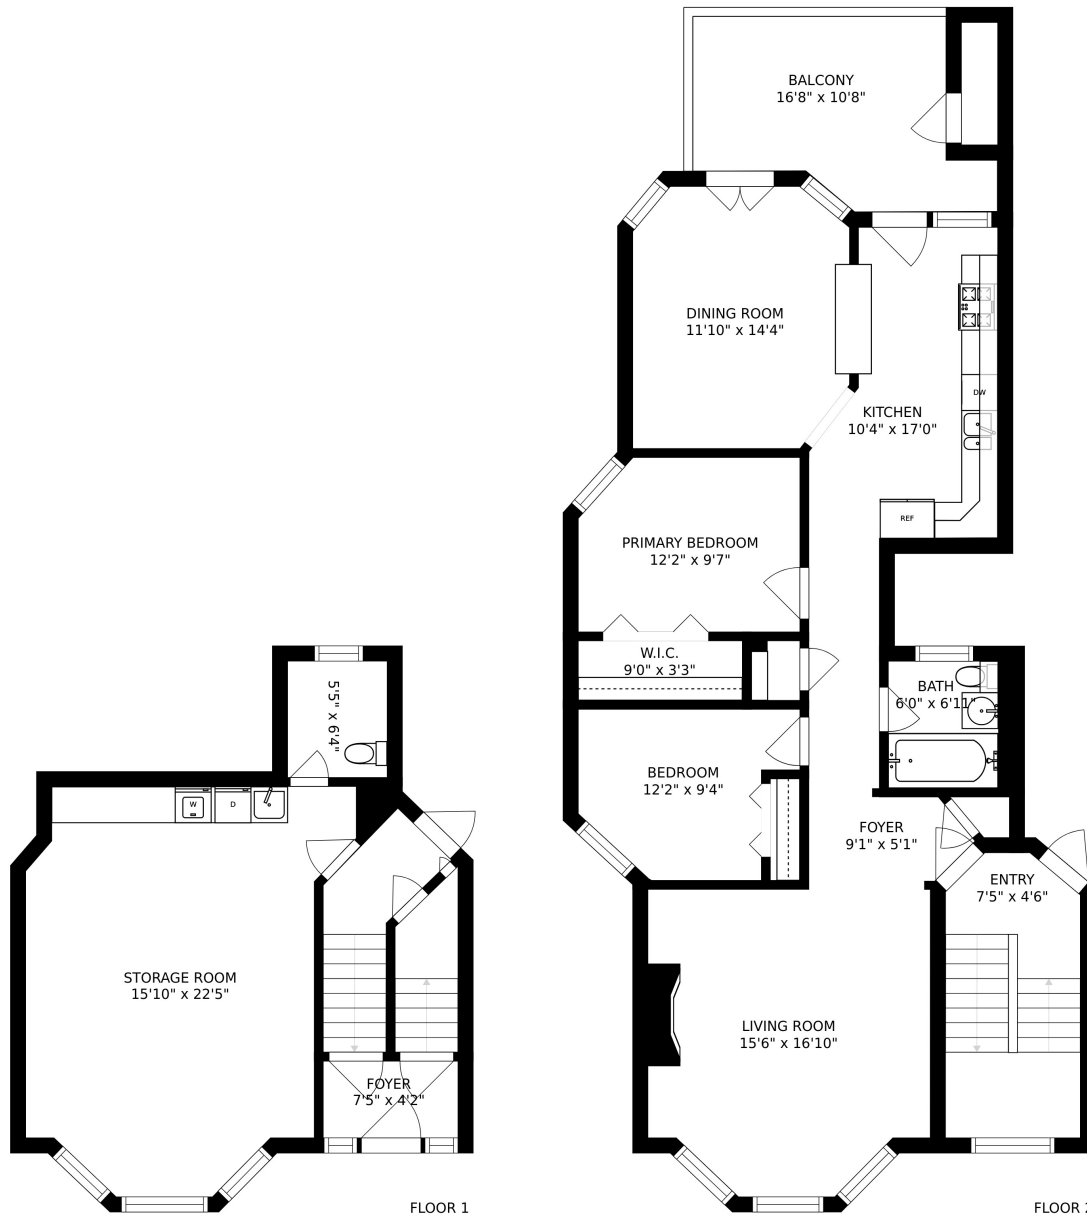 BALCONY
16'8" x 10'8"
DINING ROOM
11'10" x 14'4"
DW
KITCHEN
10'4" x 17'0"
REF
PRIMARY BEDROOM
12'2" x 9'7"
W.I.C.
9'0" x 3'3"
BATH
6'0" x 6'11"
5'5" x 6'4"
BEDROOM
12'2" x 9'4"
W
D
FOYER
9'1" x 5'1"
ENTRY
7'5" x 4'6"
STORAGE ROOM
15'10" x 22'5"
LIVING ROOM
15'6" x 16'10"
FOYER
7'5" x 4'2"
FLOOR 1
FLOOR